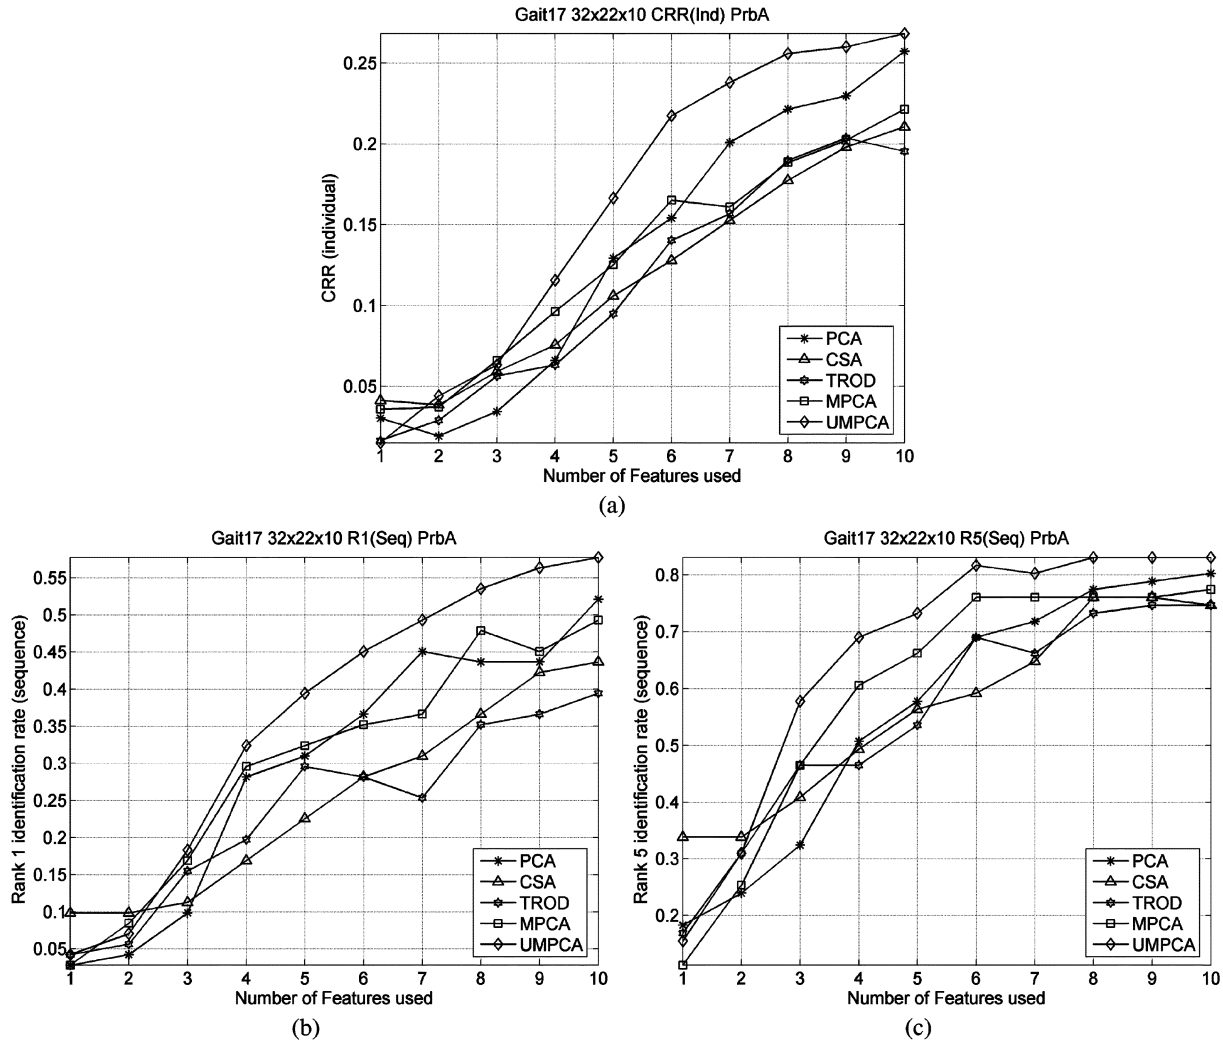 Gait17 32x22x10 CRR(Ind) PrbA
CRR (individual)
0.25
0.2
0.15
0.1
0.05
PCA
CSA
TROD
MPCA
UMPCA
1 2 3 4 5 6 7 8 9 10
Number of Features used
(a)
Gait17 32x22x10 R1(Seq) PrbA
Rank 1 identification rate (sequence)
0.55
0.5
0.45
0.4
0.35
0.3
0.25
0.2
0.15
0.1
0.05
PCA
CSA
TROD
MPCA
UMPCA
1 2 3 4 5 6 7 8 9 10
Number of Features used
(b)
Gait17 32x22x10 R5(Seq) PrbA
Rank 5 identification rate (sequence)
0.8
0.7
0.6
0.5
0.4
0.3
0.2
PCA
CSA
TROD
MPCA
UMPCA
1 2 3 4 5 6 7 8 9 10
Number of Features used
(c)